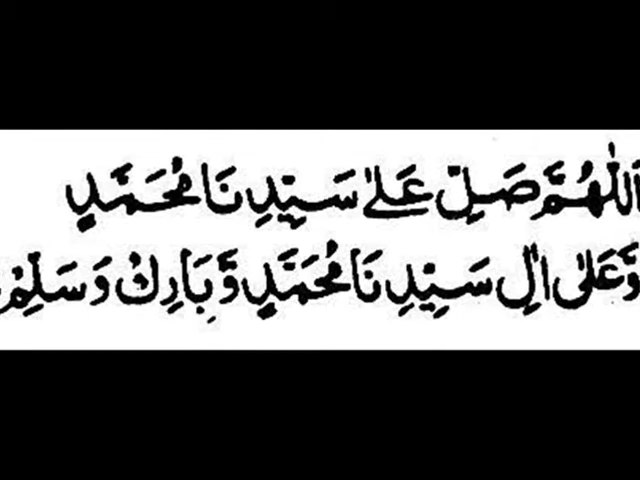 اَللّٰهُمَّ صَلِّ عَلٰى سَيِّدِنَا مُحَمَّدٍ
وَّعَلٰى اٰلِ سَيِّدِنَا مُحَمَّدٍ وَّبَارِكْ وَسَلِّمْ